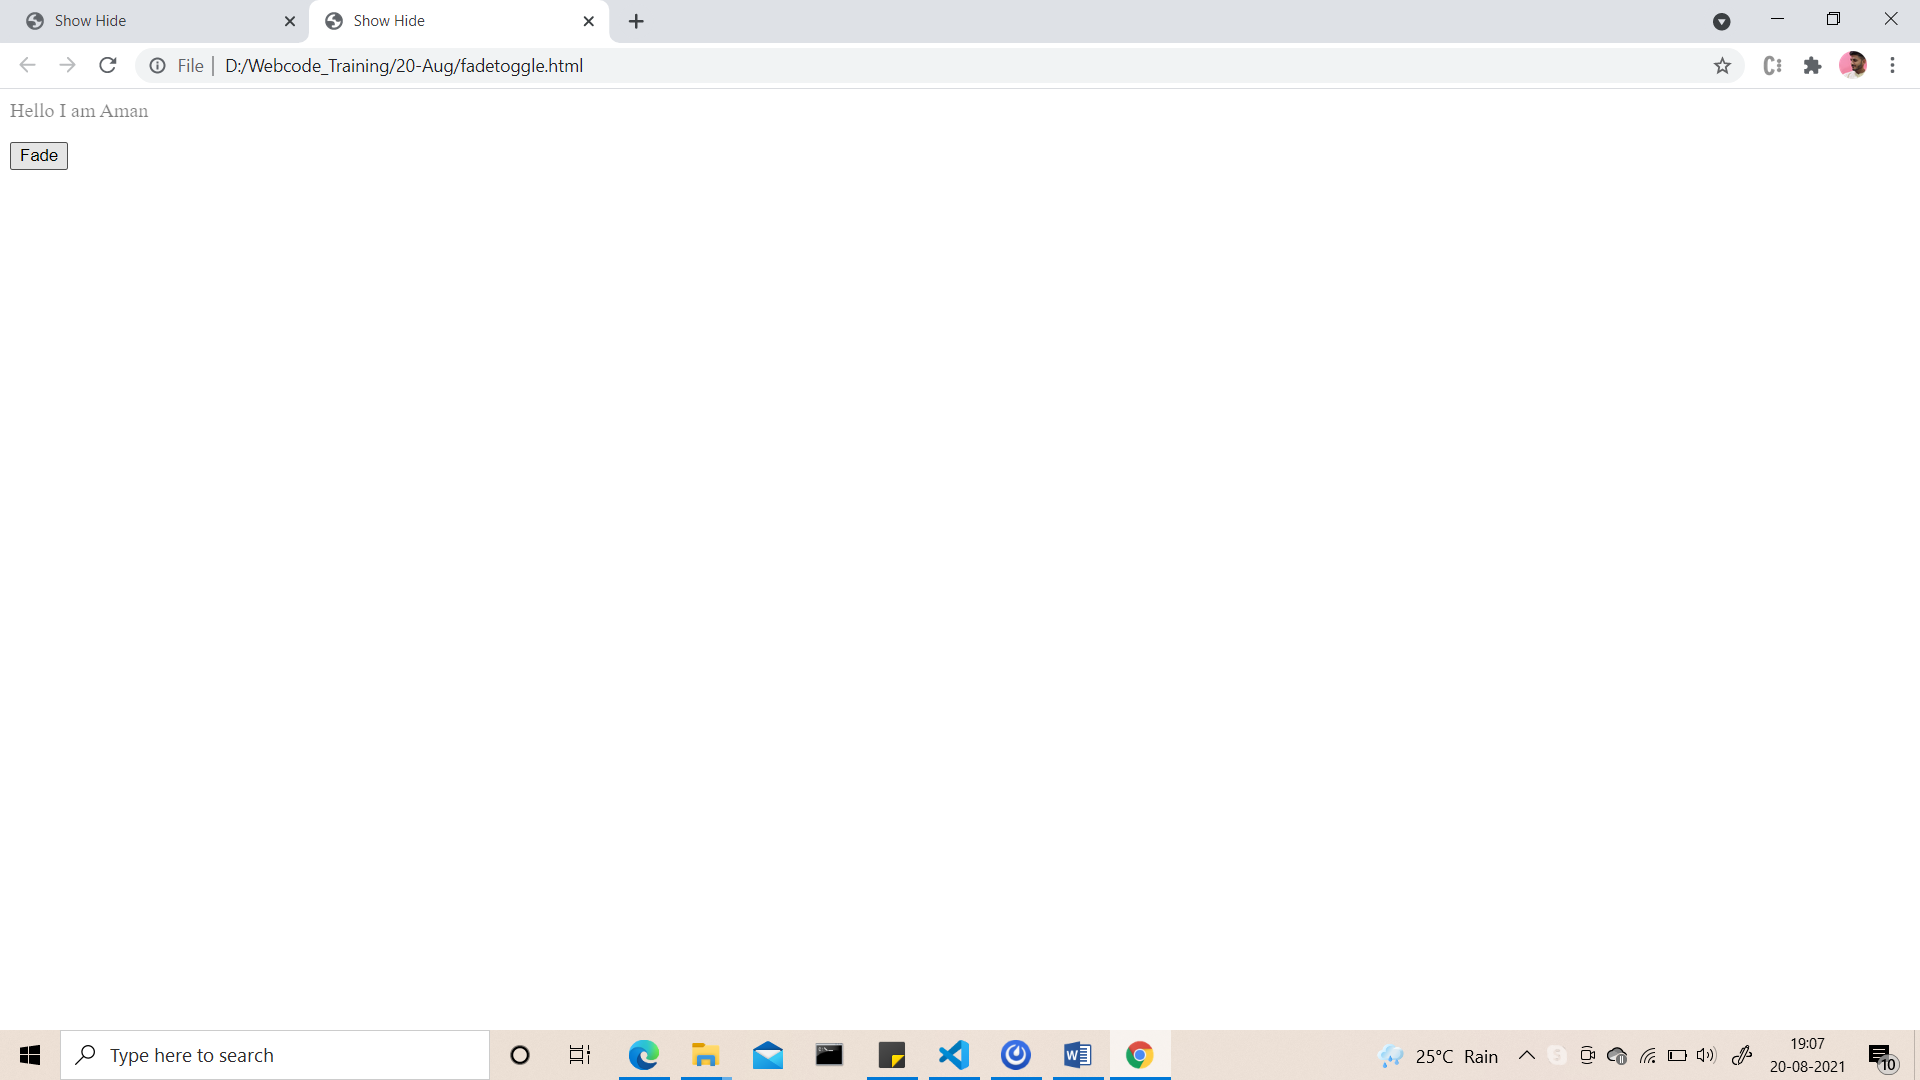 Show Hide
Show Hide
File
D:/Webcode_Training/20-Aug/fadetoggle.html
Hello I am Aman
Fade
Type here to search
25°C Rain
19:07
20-08-2021
10